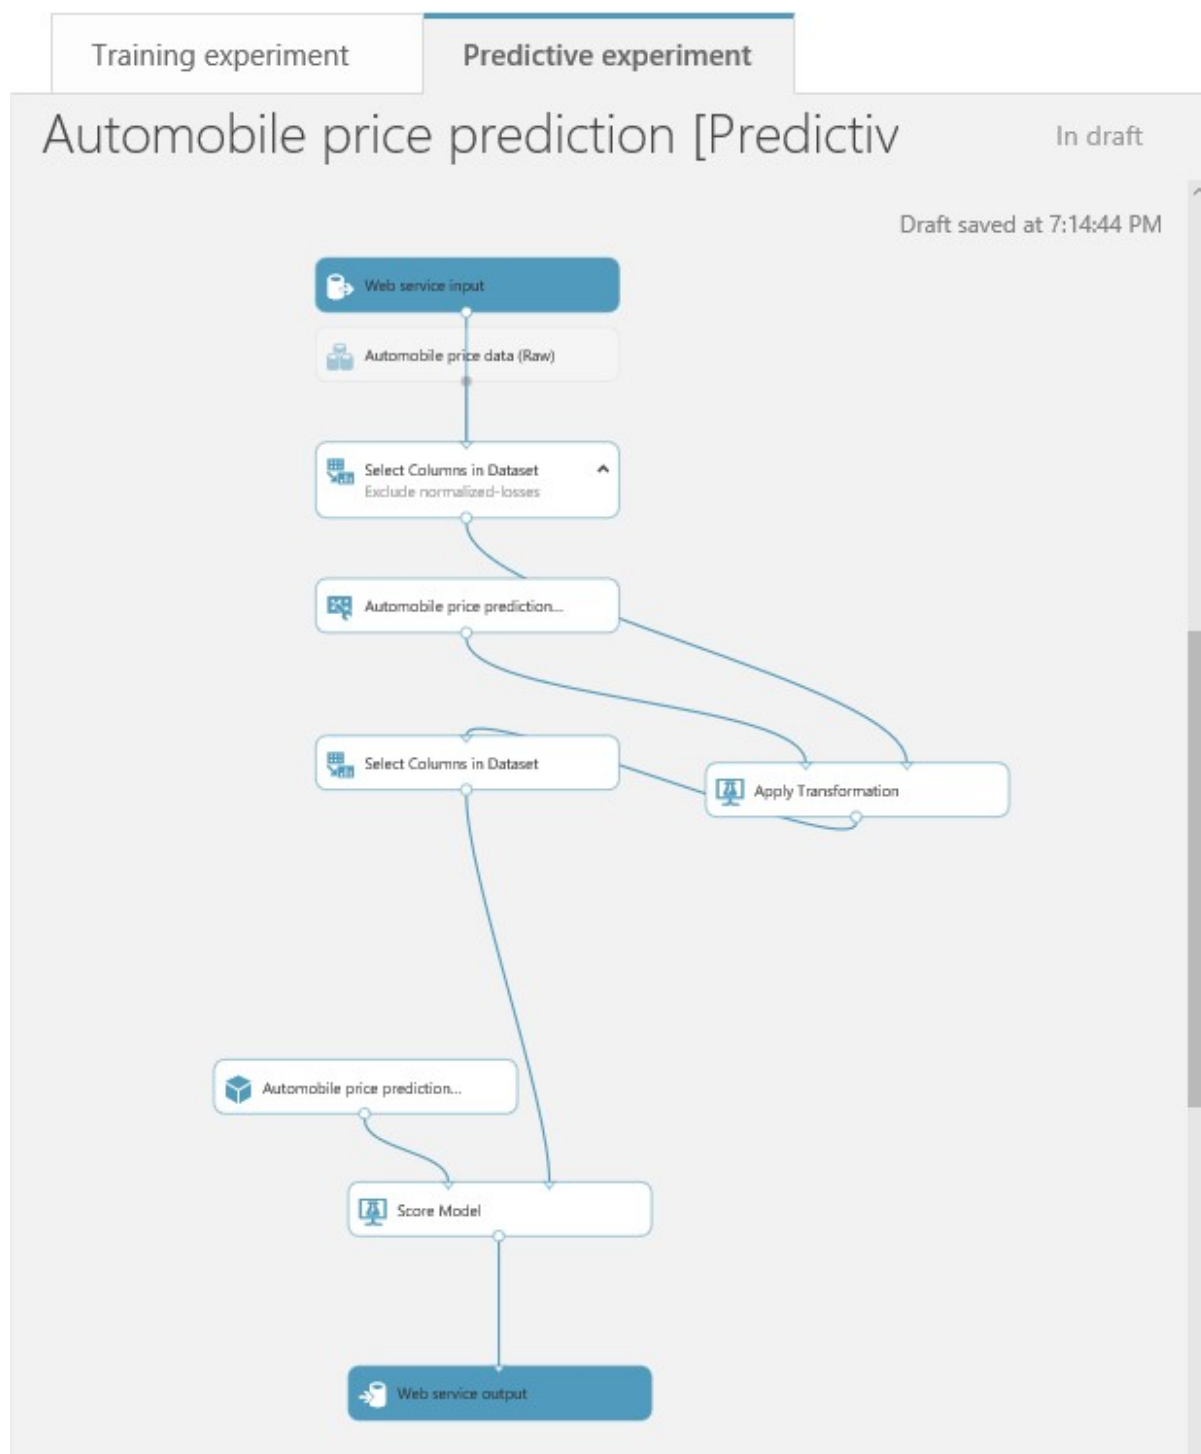 Training experiment
Predictive experiment
Automobile price prediction [Predictiv
In draft
Draft saved at 7:14:44 PM
Web service input
Automobile price data (Raw)
Select Columns in Dataset
Exclude normalized-losses
Automobile price prediction...
Select Columns in Dataset
Apply Transformation
Automobile price prediction...
Score Model
Web service output